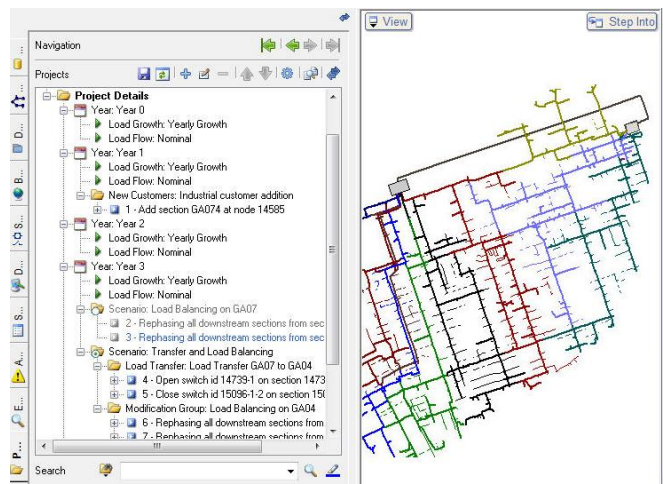 View
Step Into
Navigation
Projects
Project Details
Year: Year 0
Load Growth: Yearly Growth
Load Flow: Nominal
Year: Year 1
Load Growth: Yearly Growth
Load Flow: Nominal
New Customers: Industrial customer addition
1 - Add section GA074 at node 14585
Year: Year 2
Load Growth: Yearly Growth
Load Flow: Nominal
Year: Year 3
Load Growth: Yearly Growth
Load Flow: Nominal
Scenario: Load Balancing on GA07
2 - Rephasing all downstream sections from sec
3 - Rephasing all downstream sections from sec
Scenario: Transfer and Load Balancing
Load Transfer: Load Transfer GA07 to GA04
4 - Open switch id 14739-1 on section 1473
5 - Close switch id 15096-1-2 on section 150
Modification Group: Load Balancing on GA04
6 - Rephasing all downstream sections from
7 - Rephasing all downstream sections from
Search
B...
D...
S...
D...
S...
A...
E...
P...